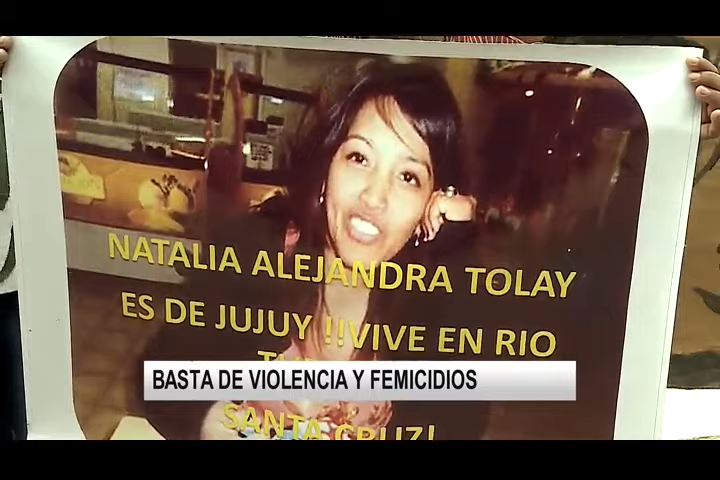 NATALIA ALEJANDRA TOLAY
ES DE JUJUY !!VIVE EN RIO
BASTA DE VIOLENCIA Y FEMICIDIOS
SANTA CRUZ!